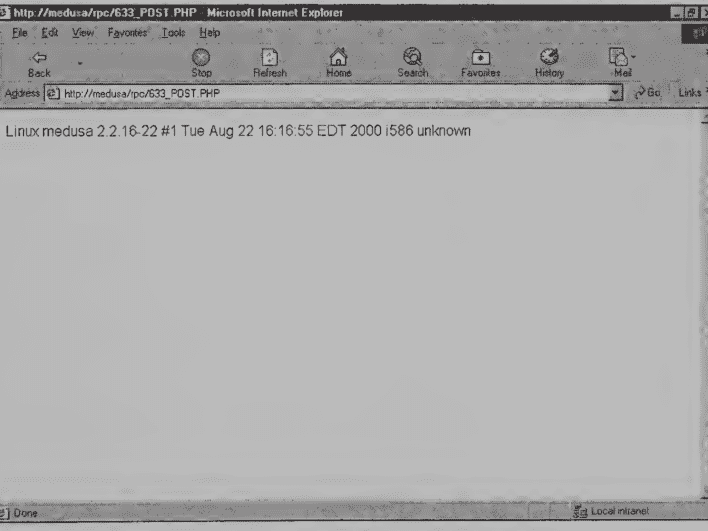 http://medusa/rpc/633_POST.PHP - Microsoft Internet Explorer
File Edit View Favorites Tools Help
Back Stop Refresh Home Search Favorites History Mail
Address http://medusa/rpc/633_POST.PHP Go Links
Linux medusa 2.2.16-22 #1 Tue Aug 22 16:16:55 EDT 2000 i586 unknown
Done Local intranet